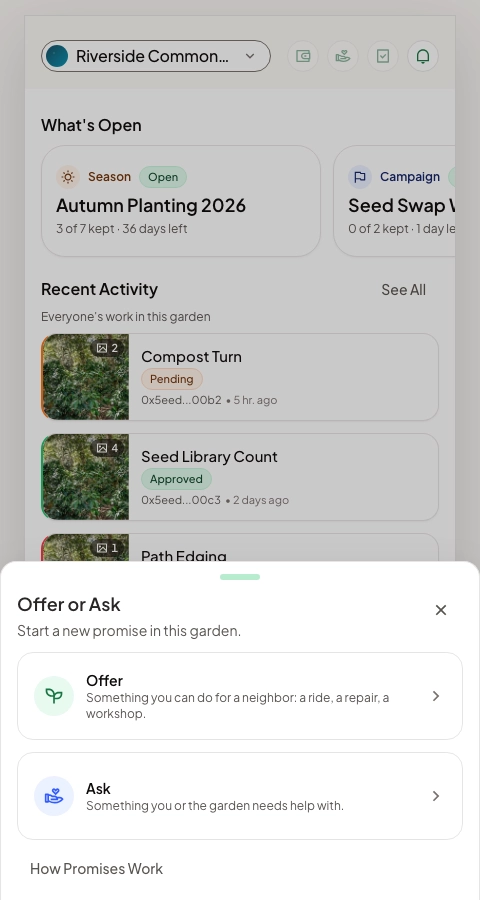 Riverside Common...
What's Open
Season
Open
Autumn Planting 2026
3 of 7 kept · 36 days left
Campaign
Seed Swap
0 of 2 kept · 1 day le
Recent Activity
See All
Everyone's work in this garden
2
Compost Turn
Pending
0x5eed...00b2 • 5 hr. ago
4
Seed Library Count
Approved
0x5eed...00c3 • 2 days ago
1
Path Edging
Offer or Ask
Start a new promise in this garden.
Offer
Something you can do for a neighbor: a ride, a repair, a
workshop.
Ask
Something you or the garden needs help with.
How Promises Work